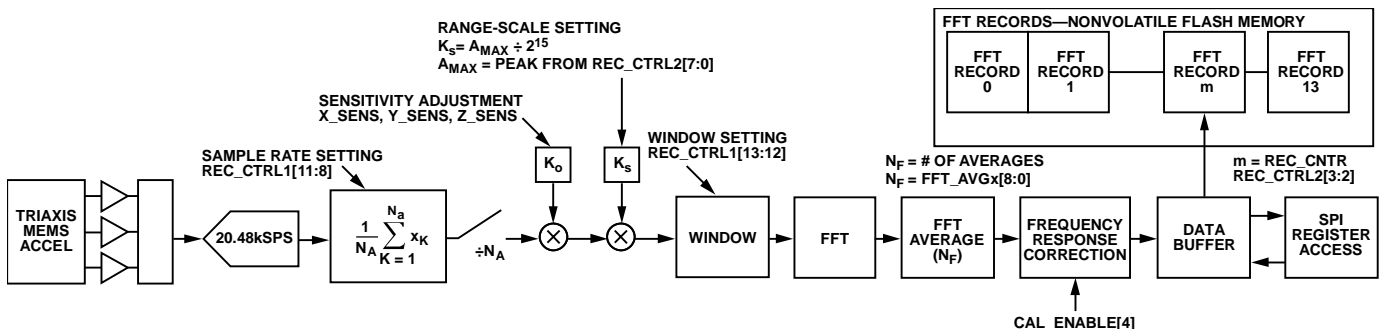 RANGE-SCALE SETTING
Ks= AMAX ÷ 2¹⁵
AMAX = PEAK FROM REC_CTRL2[7:0]
SENSITIVITY ADJUSTMENT
X_SENS, Y_SENS, Z_SENS
SAMPLE RATE SETTING
REC_CTRL1[11:8]
WINDOW SETTING
REC_CTRL1[13:12]
FFT RECORDS—NONVOLATILE FLASH MEMORY
FFT
RECORD
0
FFT
RECORD
1
FFT
RECORD
m
FFT
RECORD
13
NF = # OF AVERAGES
NF = FFT_AVGx[8:0]
m = REC_CNTR
REC_CTRL2[3:2]
TRIAXIS
MEMS
ACCEL
20.48kSPS
Na
1
∑ xK
NA
K = 1
÷NA
Ko
Ks
×
×
WINDOW
FFT
FFT
AVERAGE
(NF)
FREQUENCY
RESPONSE
CORRECTION
DATA
BUFFER
SPI
REGISTER
ACCESS
CAL_ENABLE[4]